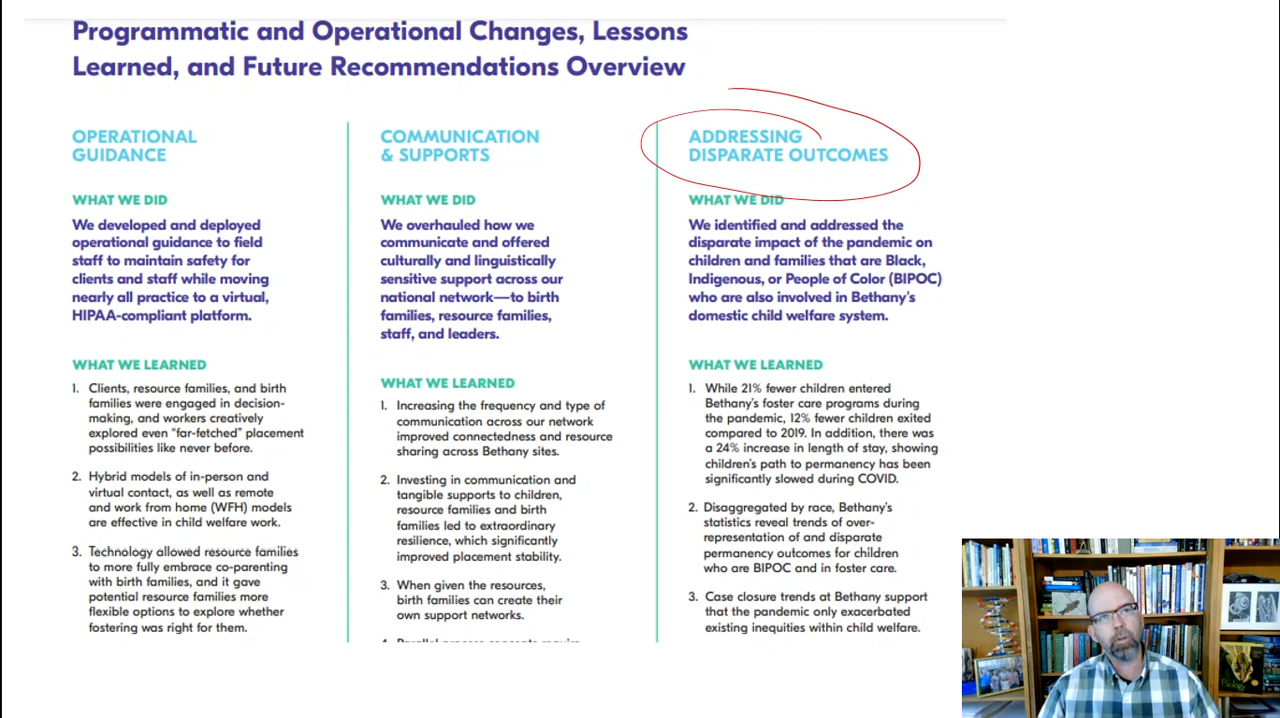 Programmatic and Operational Changes, Lessons
Learned, and Future Recommendations Overview
OPERATIONAL
GUIDANCE
WHAT WE DID
We developed and deployed
operational guidance to field
staff to maintain safety for
clients and staff while moving
nearly all practice to a virtual,
HIPAA-compliant platform.
WHAT WE LEARNED
1. Clients, resource families, and birth
families were engaged in decision-
making, and workers creatively
explored even “far-fetched” placement
possibilities like never before.
2. Hybrid models of in-person and
virtual contact, as well as remote
and work from home (WFH) models
are effective in child welfare work.
3. Technology allowed resource families
to more fully embrace co-parenting
with birth families, and it gave
potential resource families more
flexible options to explore whether
fostering was right for them.
COMMUNICATION
& SUPPORTS
WHAT WE DID
We overhauled how we
communicate and offered
culturally and linguistically
sensitive support across our
national network—to birth
families, resource families,
staff, and leaders.
WHAT WE LEARNED
1. Increasing the frequency and type of
communication across our network
improved connectedness and resource
sharing across Bethany sites.
2. Investing in communication and
tangible supports to children,
resource families and birth
families led to extraordinary
resilience, which significantly
improved placement stability.
3. When given the resources,
birth families can create their
own support networks.
ADDRESSING
DISPARATE OUTCOMES
WHAT WE DID
We identified and addressed the
disparate impact of the pandemic on
children and families that are Black,
Indigenous, or People of Color (BIPOC)
who are also involved in Bethany's
domestic child welfare system.
WHAT WE LEARNED
1. While 21% fewer children entered
Bethany's foster care programs during
the pandemic, 12% fewer children exited
compared to 2019. In addition, there was
a 24% increase in length of stay, showing
children's path to permanency has been
significantly slowed during COVID.
2. Disaggregated by race, Bethany's
statistics reveal trends of over-
representation of and disparate
permanency outcomes for children
who are BIPOC and in foster care.
3. Case closure trends at Bethany support
that the pandemic only exacerbated
existing inequities within child welfare.
Biology